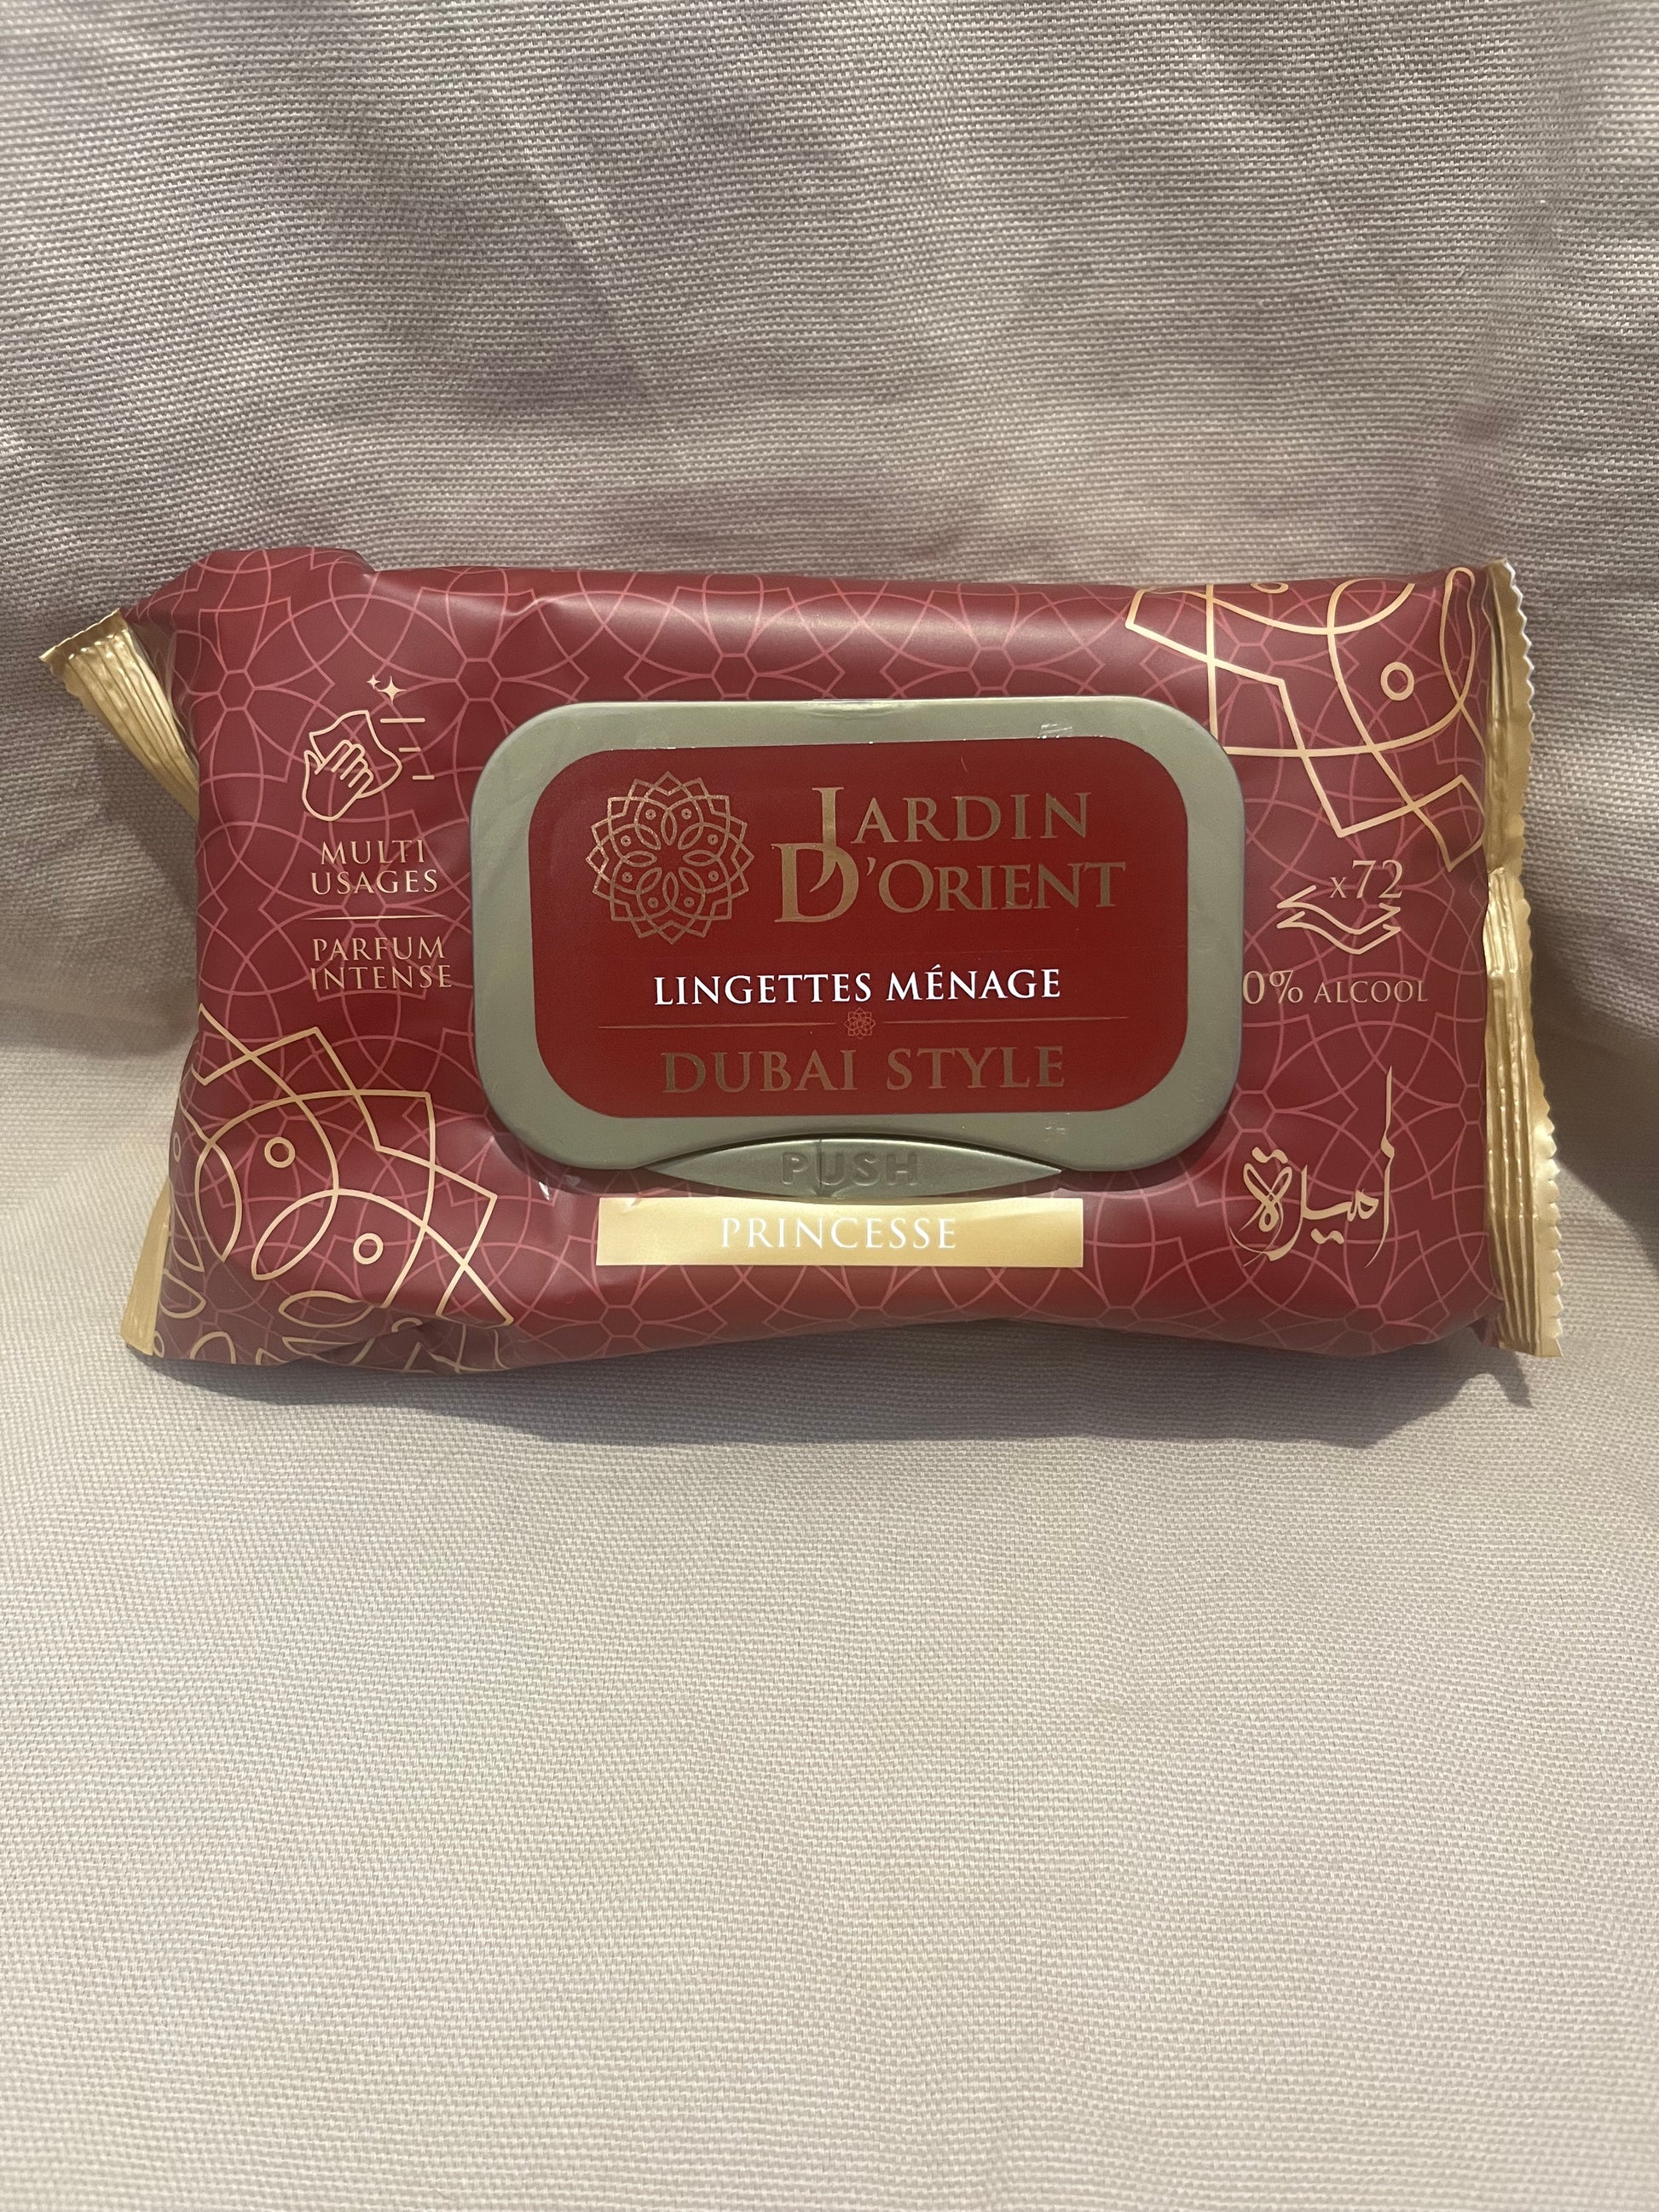 MULTI
USAGES
PARFUM
INTENSE
JARDIN
D'ORIENT
LINGETTES MÉNAGE
DUBAI STYLE
PUSH
PRINCESSE
x72
0% ALCOOL
أميرة